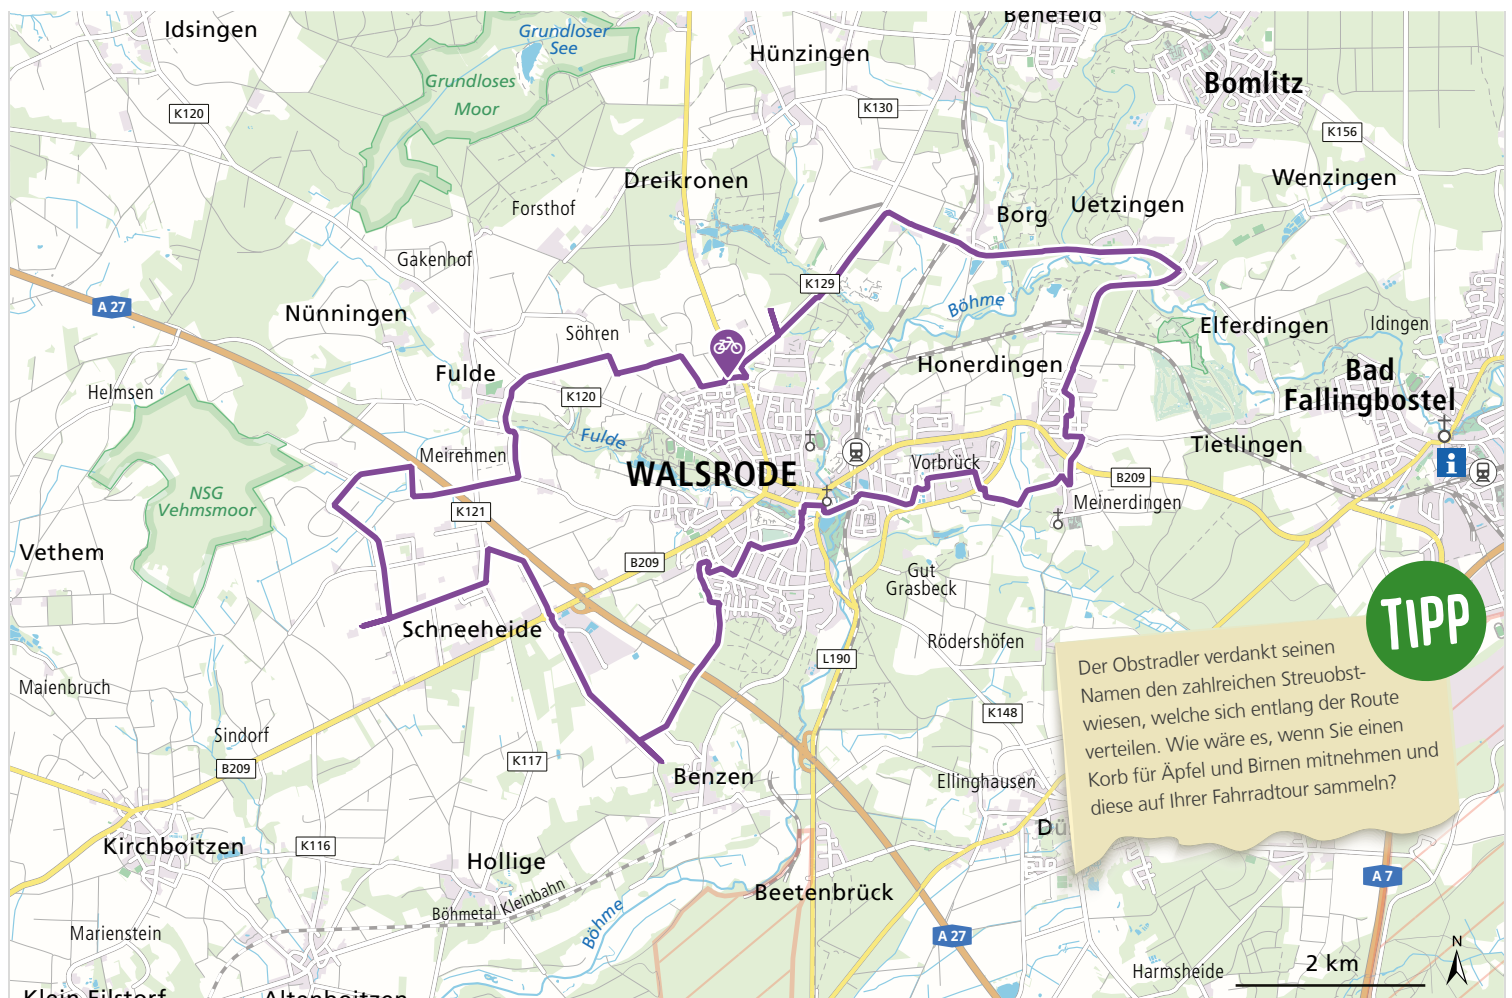 Idsingen
Grundloser
See
Benefeld
Hünzingen
Grundloses
Moor
Bomlitz
K120
K130
K156
Dreikronen
Wenzingen
Forsthof
Borg
Uetzingen
Gakenhof
K129
A 27
Böhme
Nünningen
Söhren
Elferdingen
Idingen
Fulde
Honerdingen
Bad
Fallingbostel
Helmsen
K120
Fulde
Tietlingen
Meirehmen
WALSRODE
Vorbrück
i
B209
NSG
Vehmsmoor
K121
Meinerdingen
Vethem
B209
Gut
Grasbeck
TIPP
Schneeheide
Rödershöfen
L190
Der Obstradler verdankt seinen
Namen den zahlreichen Streuobst-
wiesen, welche sich entlang der Route
verteilen. Wie wäre es, wenn Sie einen
Korb für Äpfel und Birnen mitnehmen und
diese auf Ihrer Fahrradtour sammeln?
Maienbruch
K148
Sindorf
B209
K117
Benzen
Ellinghausen
Kirchboitzen
K116
Hollige
Dü
A 7
Beetenbrück
Böhmetal Kleinbahn
Böhme
Marienstein
A 27
N
2 km
Harmsheide
Klein Eilstorf
Altenboitzen